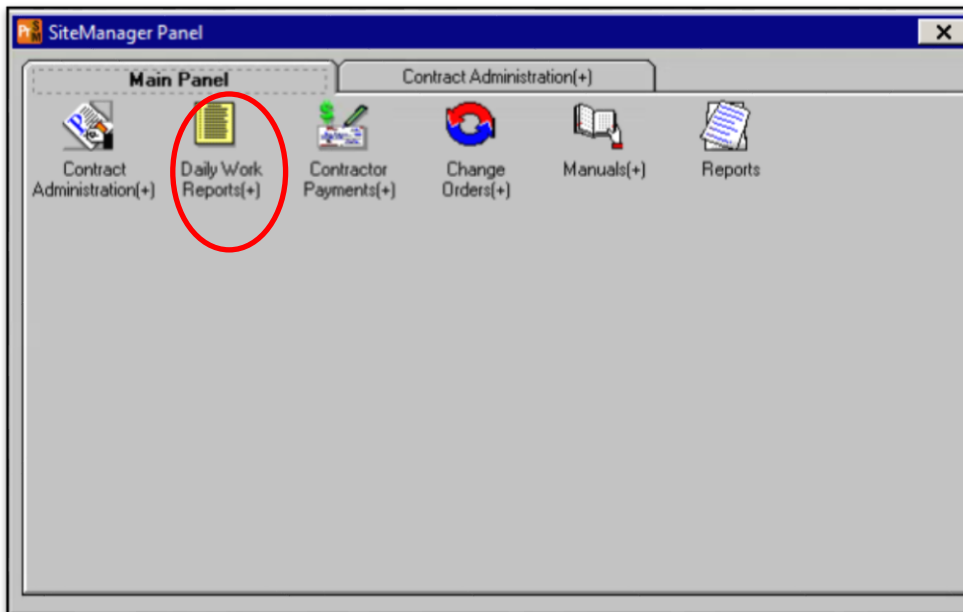 SiteManager Panel
Main Panel
Contract Administration(+)
Contract
Administration(+)
Daily Work
Reports(+)
Contractor
Payments(+)
Change
Orders(+)
Manuals(+)
Reports